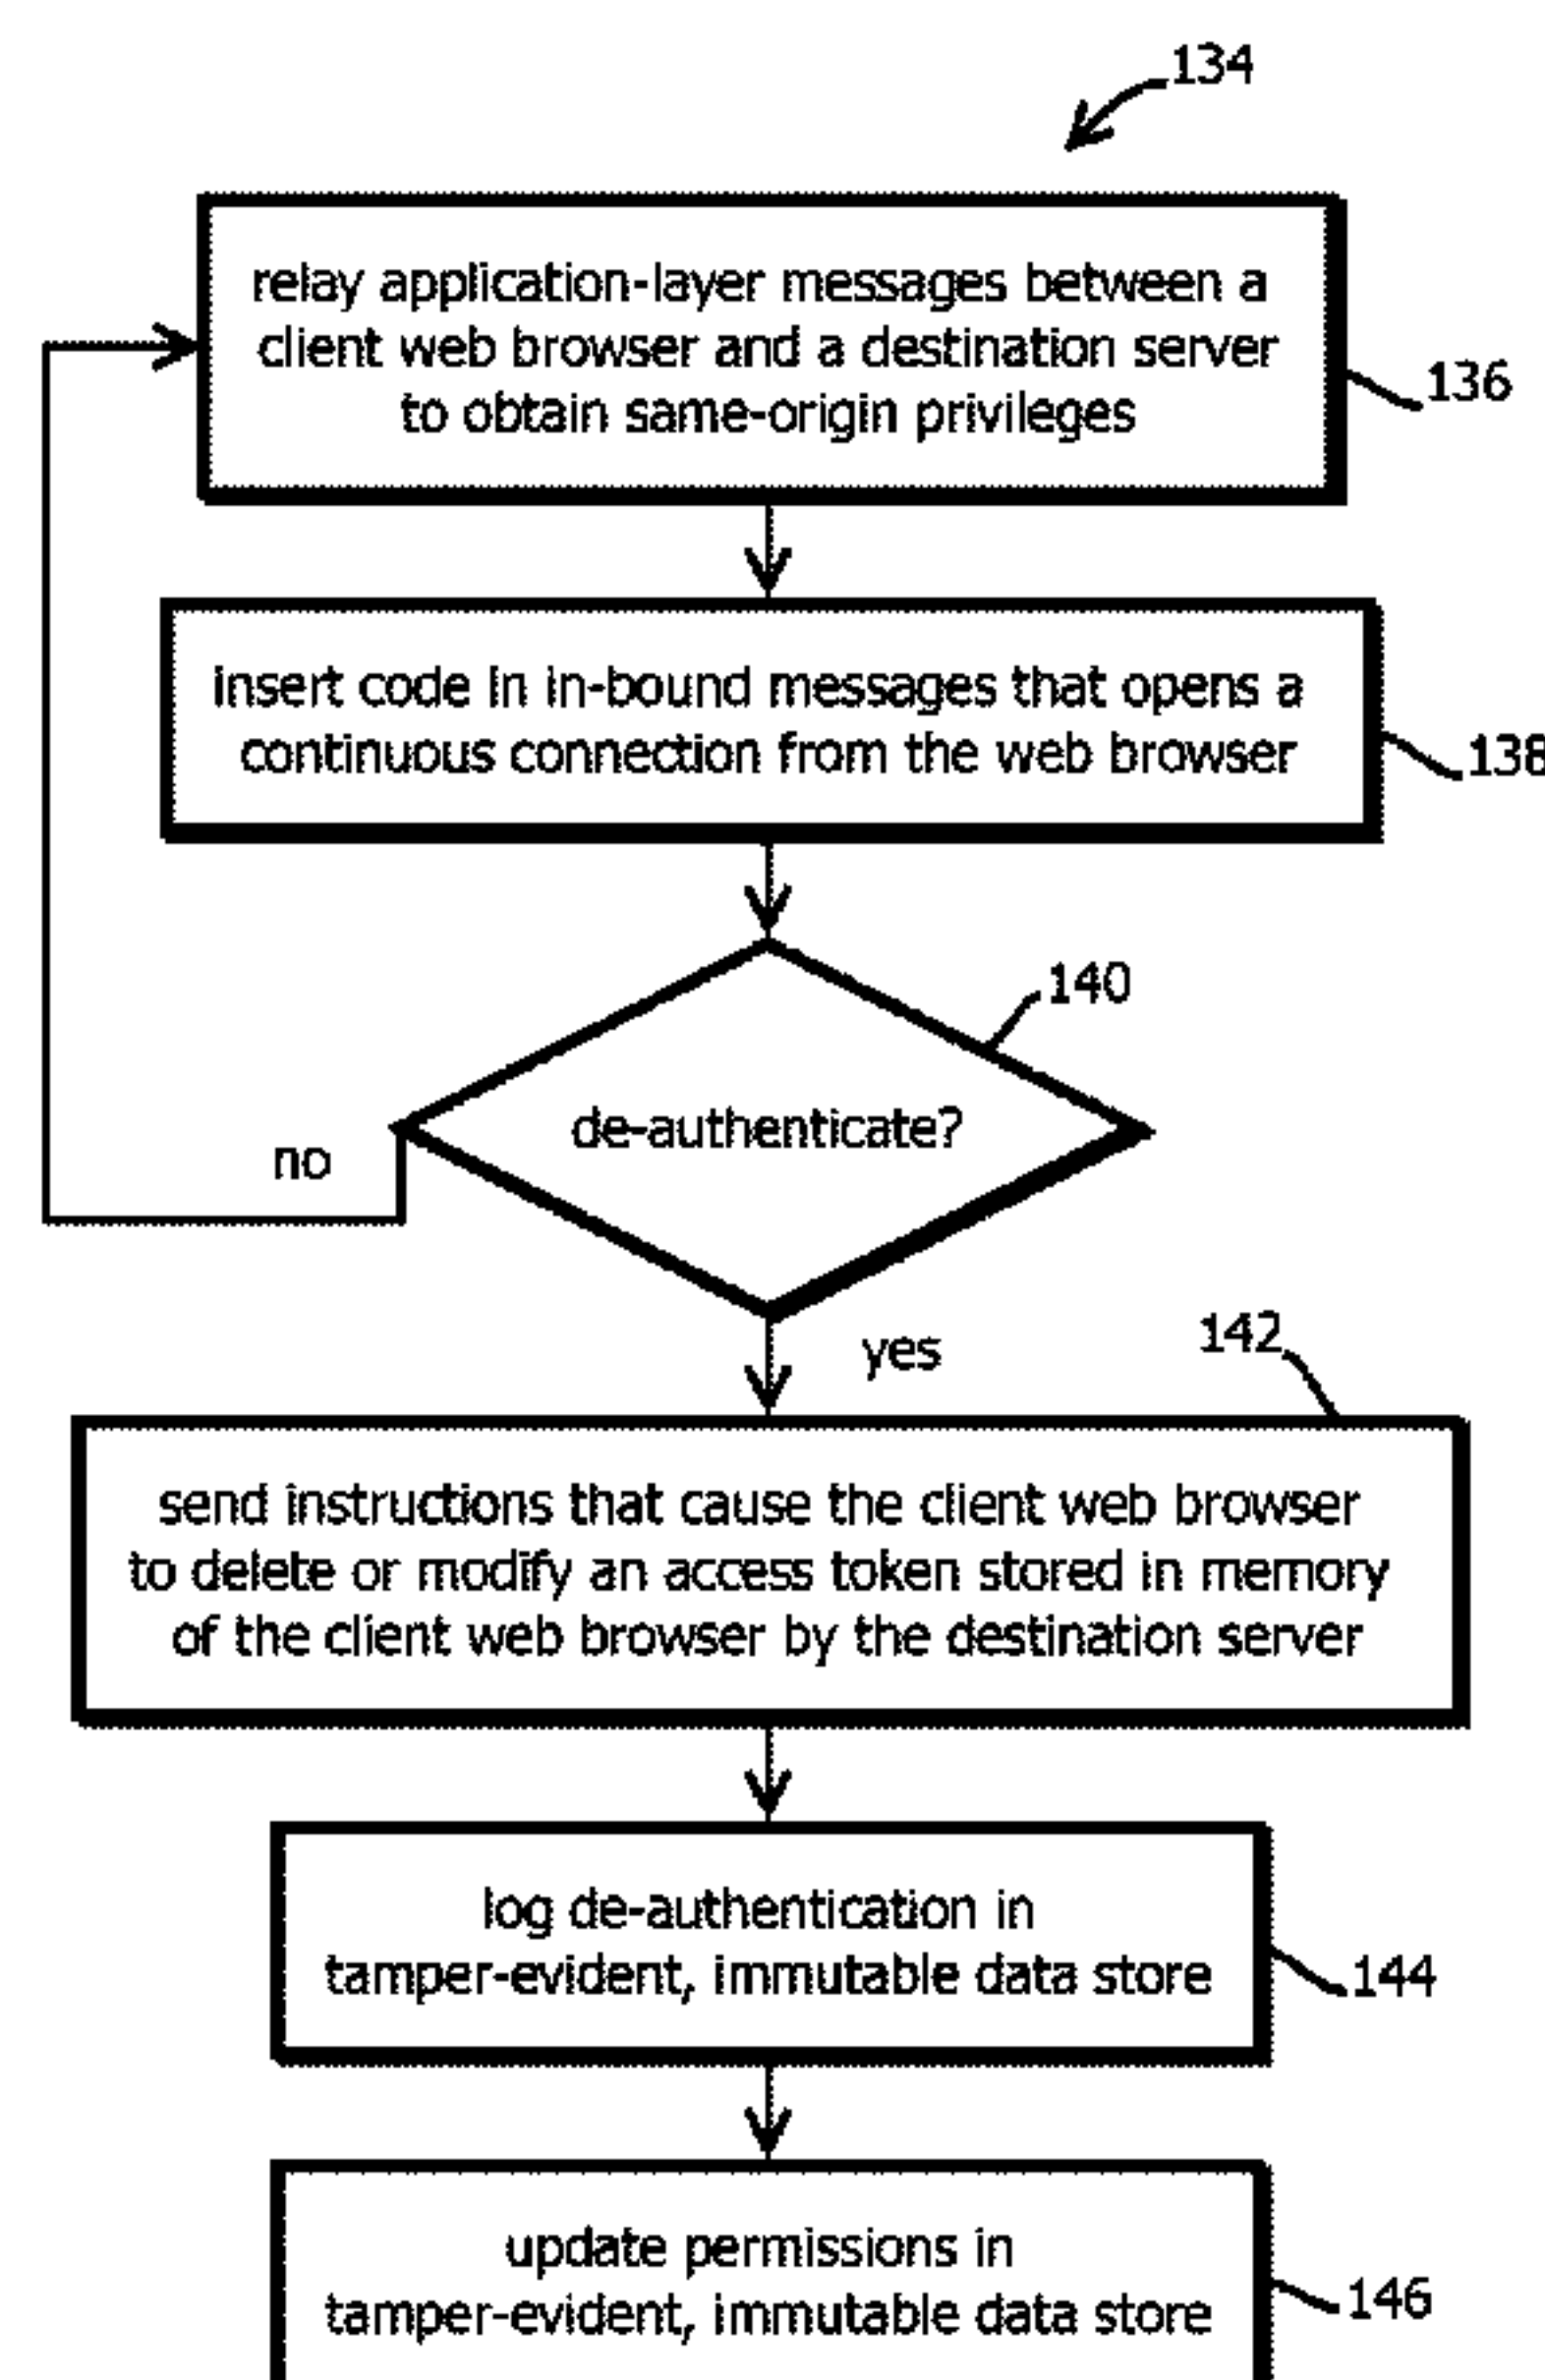 134
relay application-layer messages between a
client web browser and a destination server
to obtain same-origin privileges
136
insert code in in-bound messages that opens a
continuous connection from the web browser
138
140
de-authenticate?
no
yes
142
send instructions that cause the client web browser
to delete or modify an access token stored in memory
of the client web browser by the destination server
log de-authentication in
tamper-evident, immutable data store
144
update permissions in
tamper-evident, immutable data store
146